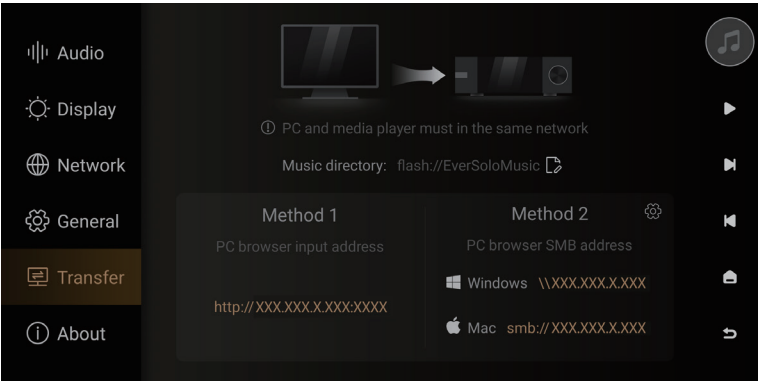 Audio
Display
Network
General
Transfer
About
PC and media player must in the same network
Music directory: flash://EverSoloMusic
Method 1
PC browser input address
http://XXX.XXX.X.XXX:XXXX
Method 2
PC browser SMB address
Windows \\XXX.XXX.X.XXX
Mac smb://XXX.XXX.X.XXX